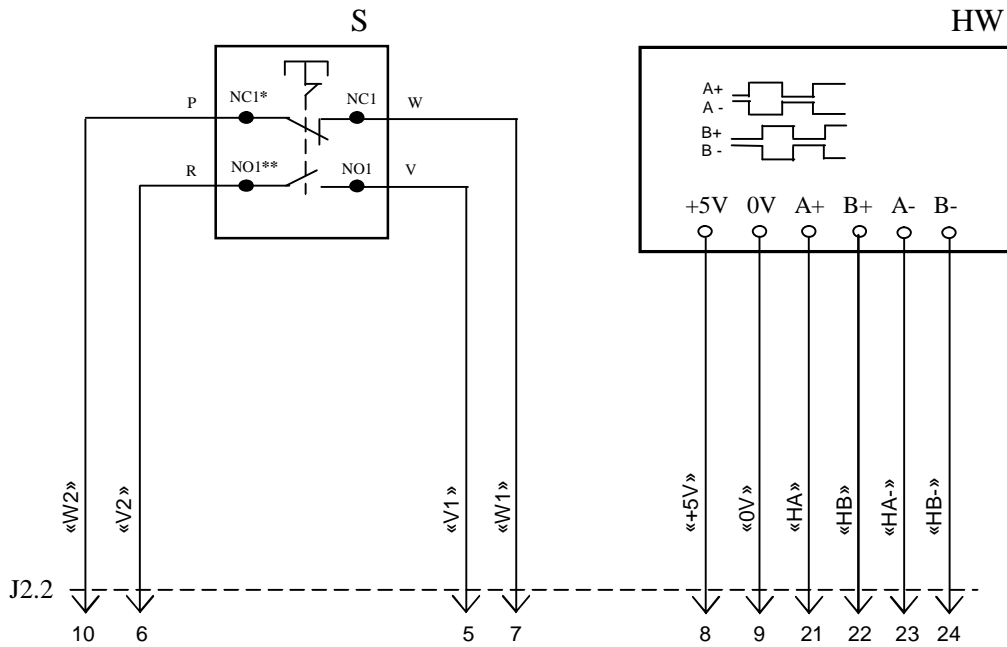 S HW
A+
A -
B+
B -
P NC1* NC1 W
R NO1** NO1 V
+5V 0V A+ B+ A- B-
«W2» «V2» «V1» «W1» «+5V» «0V» «HA» «HB» «HA-» «HB-»
J2.2
10 6 5 7 8 9 21 22 23 24